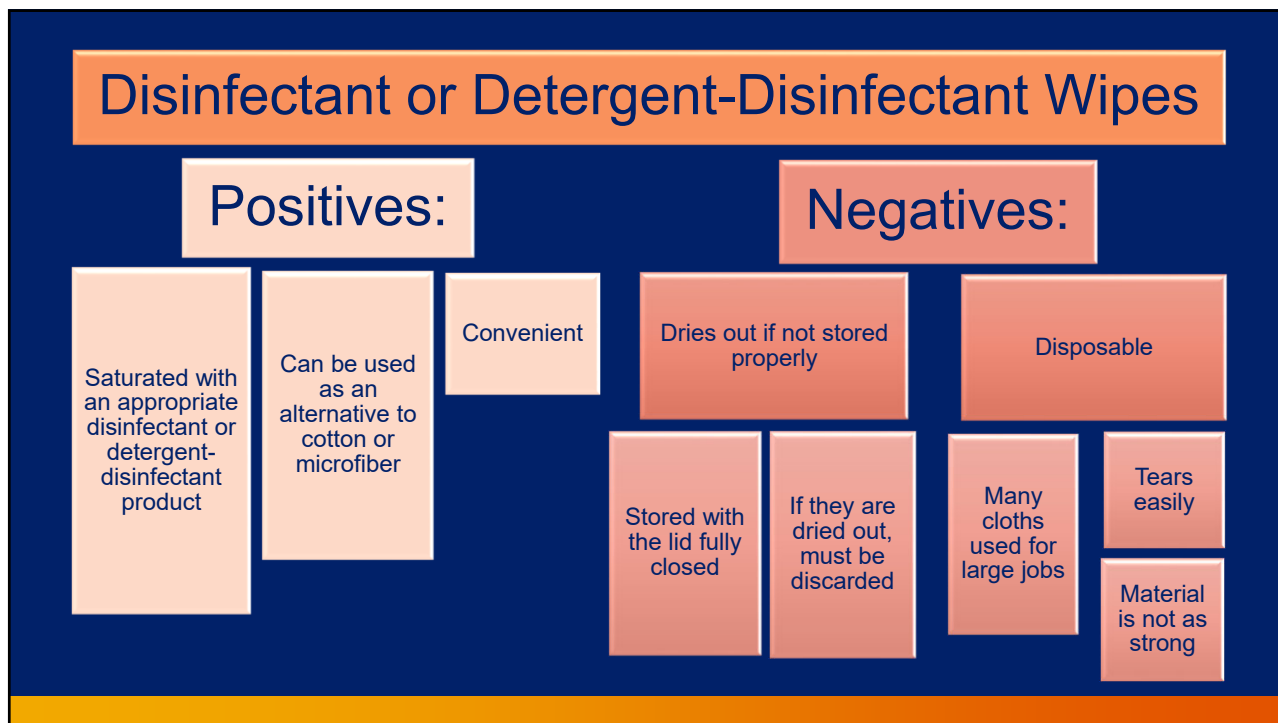 Disinfectant or Detergent-Disinfectant Wipes
Positives:
Saturated with
an appropriate
disinfectant or
detergent-
disinfectant
product
Can be used
as an
alternative to
cotton or
microfiber
Convenient
Negatives:
Dries out if not stored
properly
Stored with
the lid fully
closed
If they are
dried out,
must be
discarded
Disposable
Many
cloths
used for
large jobs
Tears
easily
Material
is not as
strong